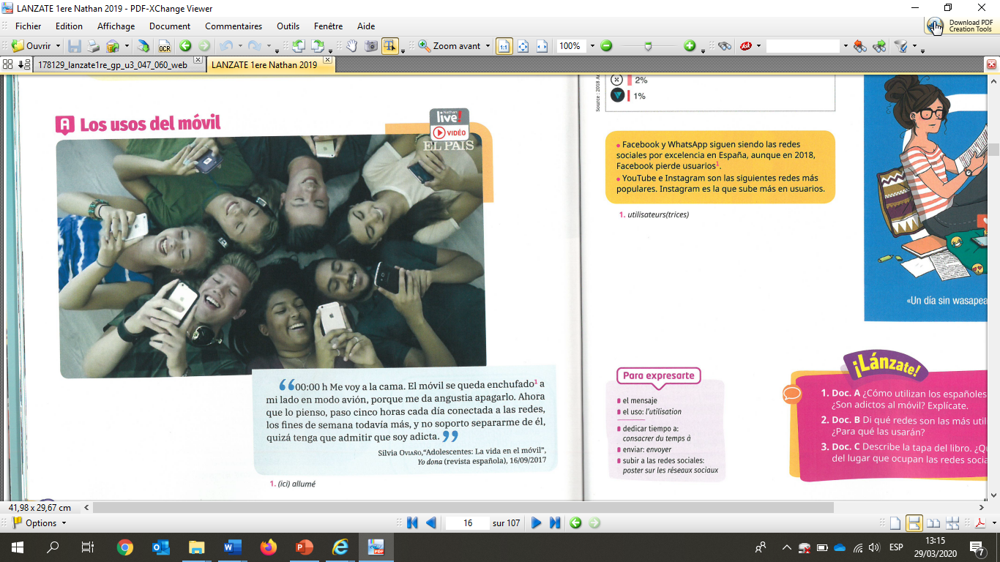 LANZATE 1ere Nathan 2019 - PDF-XChange Viewer
Fichier Edition Affichage Document Commentaires Outils Fenêtre Aide
Download PDF
Creation Tools
Ouvrir OCR Zoom avant 1:1 100% Ask
178129_lanzate1re_gp_u3_047_060_web LANZATE 1ere Nathan 2019
A Los usos del móvil
Nathan
live!
VIDÉO
EL PAIS
“00:00 h Me voy a la cama. El móvil se queda enchufado1 a
mi lado en modo avión, porque me da angustia apagarlo. Ahora
que lo pienso, paso cinco horas cada día conectada a las redes,
los fines de semana todavía más, y no soporto separarme de él,
quizá tenga que admitir que soy adicta.”
Silvia OVIAÑO, “Adolescentes: La vida en el móvil”,
Yo dona (revista española), 16/09/2017
1. (ici) allumé
2%
1%
Source : 2018
• Facebook y WhatsApp siguen siendo las redes
sociales por excelencia en España, aunque en 2018,
Facebook pierde usuarios1.
• YouTube e Instagram son las siguientes redes más
populares. Instagram es la que sube más en usuarios.
1. utilisateurs(trices)
«Un día sin wasapea
Para expresarte
el mensaje
el uso: l'utilisation
dedicar tiempo a:
consacrer du temps à
enviar: envoyer
subir a las redes sociales:
poster sur les réseaux sociaux
¡Lánzate!
1. Doc. A ¿Cómo utilizan los españoles
¿Son adictos al móvil? Explícate.
2. Doc. B Di qué redes son las más util
¿Para qué las usarán?
3. Doc. C Describe la tapa del libro. ¿Q
del lugar que ocupan las redes socia
41,98 x 29,67 cm
Options 16 sur 107
ESP 13:15
29/03/2020 7